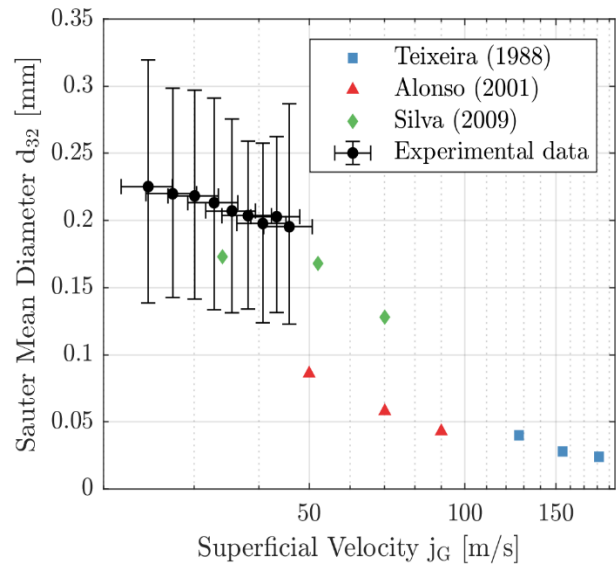 0.35
0.3
0.25
0.2
0.15
0.1
0.05
0
Sauter Mean Diameter d32 [mm]
Teixeira (1988)
Alonso (2001)
Silva (2009)
Experimental data
50
100
150
Superficial Velocity jG [m/s]